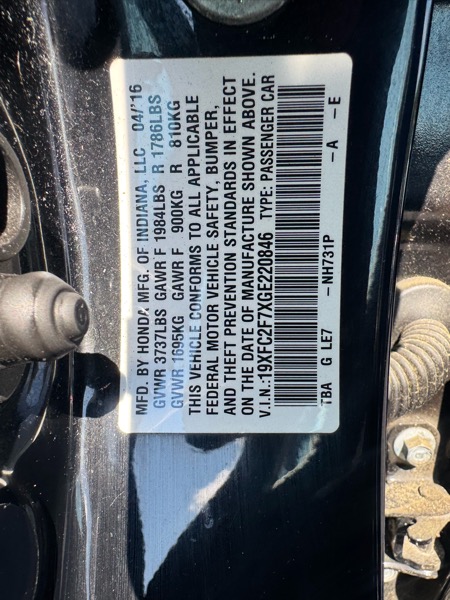 MFD. BY HONDA MFG. OF INDIANA, LLC 04/'16
GVWR 3737LBS GAWR F 1984LBS R 1786LBS
GVWR 1695KG GAWR F 900KG R 810KG
THIS VEHICLE CONFORMS TO ALL APPLICABLE
FEDERAL MOTOR VEHICLE SAFETY, BUMPER,
AND THEFT PREVENTION STANDARDS IN EFFECT
ON THE DATE OF MANUFACTURE SHOWN ABOVE.
V.I.N.:19XFC2F7XGE220846 TYPE: PASSENGER CAR
TBA G LE7 -NH731P -A -E